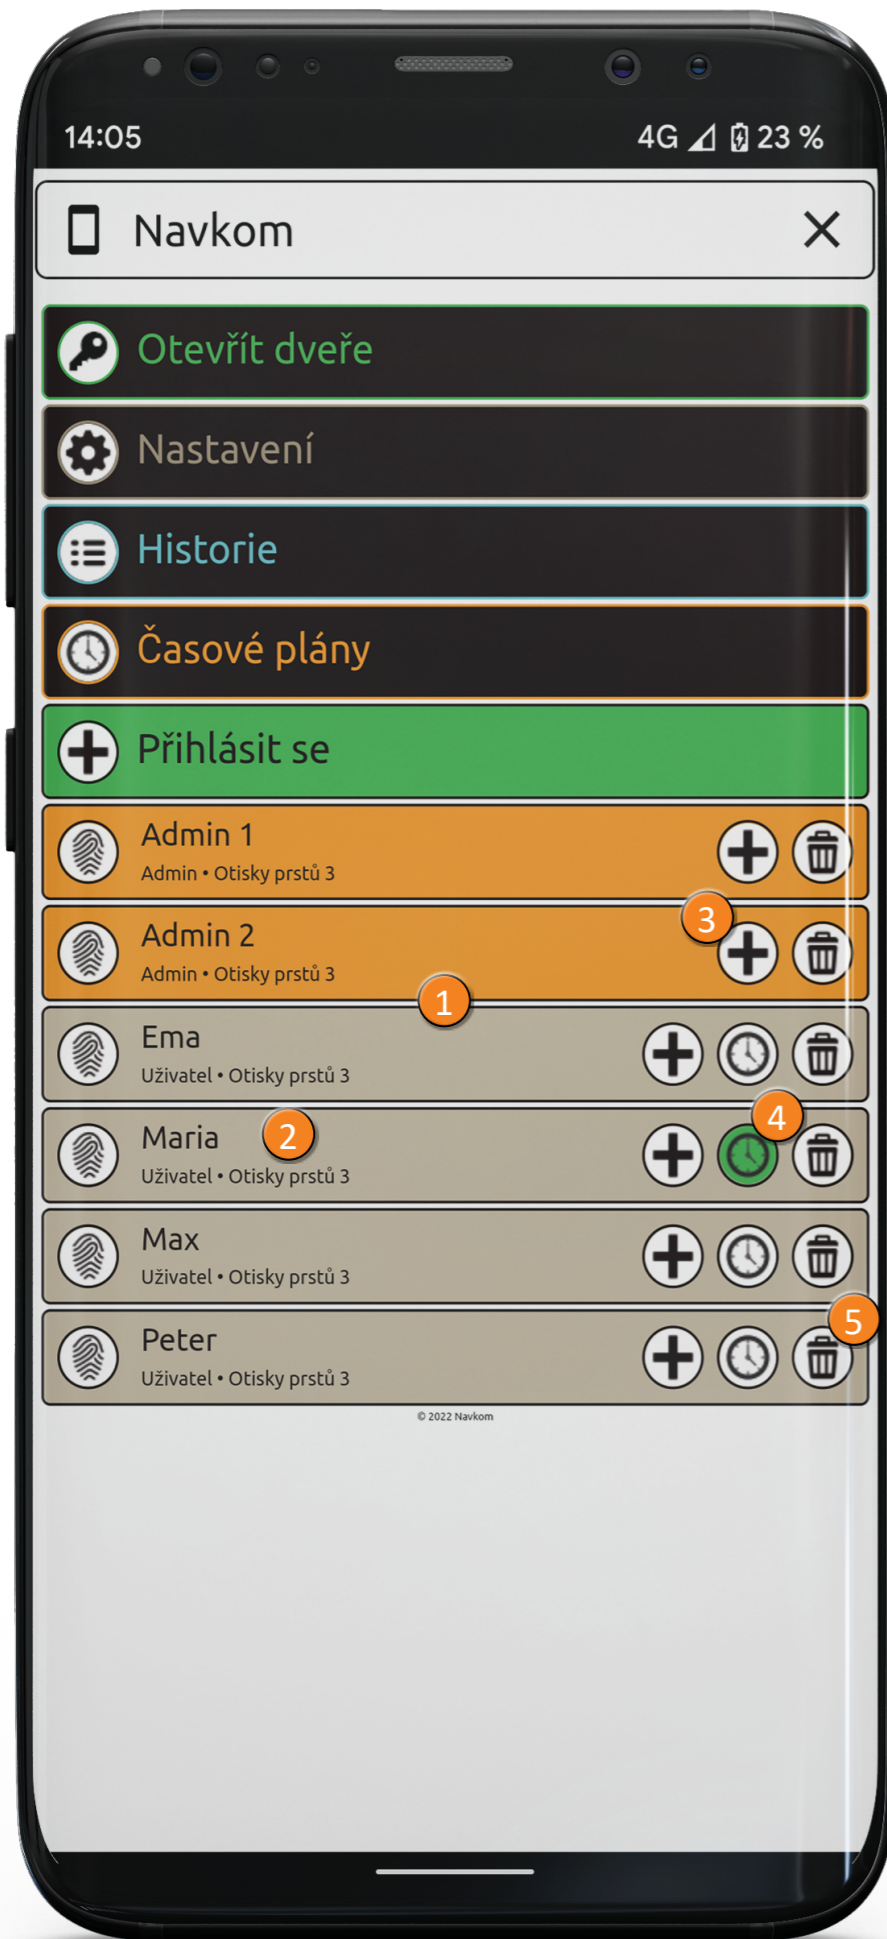 14:05 4G 23 %
Navkom
Otevřít dveře
Nastavení
Historie
Časové plány
Přihlásit se
Admin 1
Admin • Otisky prstů 3
3
Admin 2
Admin • Otisky prstů 3
1
Ema
Uživatel • Otisky prstů 3
4
Maria
2
Uživatel • Otisky prstů 3
Max
Uživatel • Otisky prstů 3
5
Peter
Uživatel • Otisky prstů 3
© 2022 Navkom